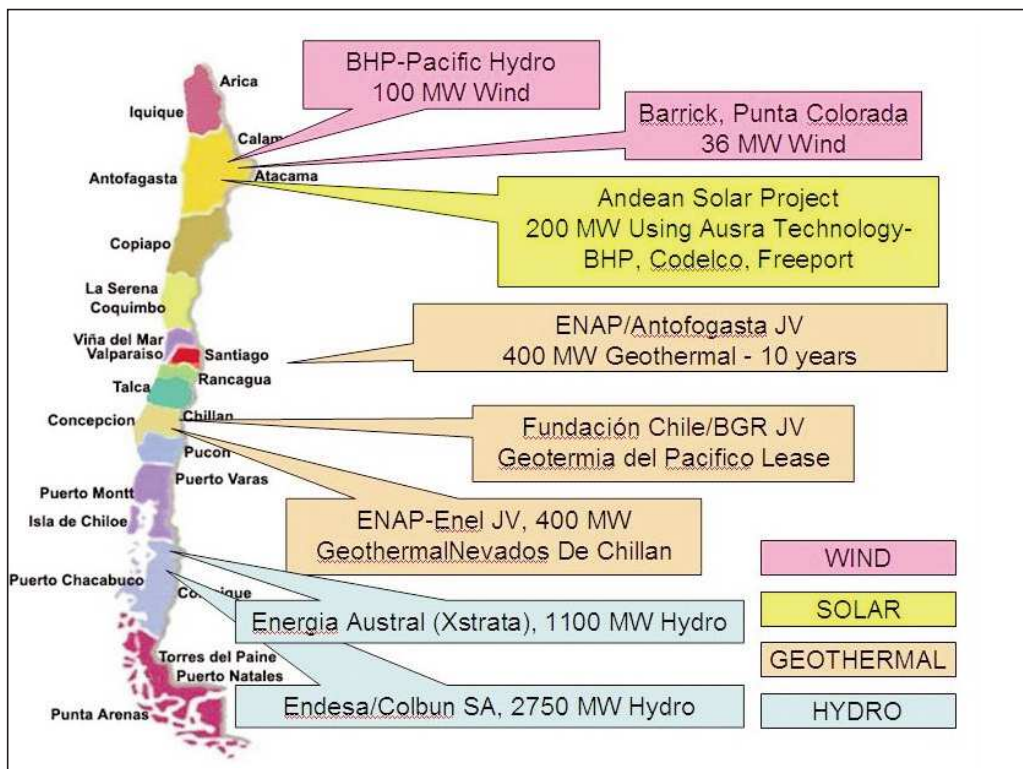 BHP-Pacific Hydro
100 MW Wind
Barrick, Punta Colorada
36 MW Wind
Andean Solar Project
200 MW Using Ausra Technology-
BHP, Codelco, Freeport
ENAP/Antofogasta JV
400 MW Geothermal - 10 years
Fundación Chile/BGR JV
Geotermia del Pacifico Lease
ENAP-Enel JV, 400 MW
GeothermalNevados De Chillan
Energia Austral (Xstrata), 1100 MW Hydro
Endesa/Colbun SA, 2750 MW Hydro
WIND
SOLAR
GEOTHERMAL
HYDRO
Arica
Iquique
Antofagasta
Atacama
Copiapo
La Serena
Coquimbo
Viña del Mar
Valparaiso
Santiago
Rancagua
Talca
Concepcion
Chillan
Pucon
Puerto Varas
Puerto Montt
Isla de Chiloe
Puerto Chacabuco
Torres del Paine
Puerto Natales
Punta Arenas